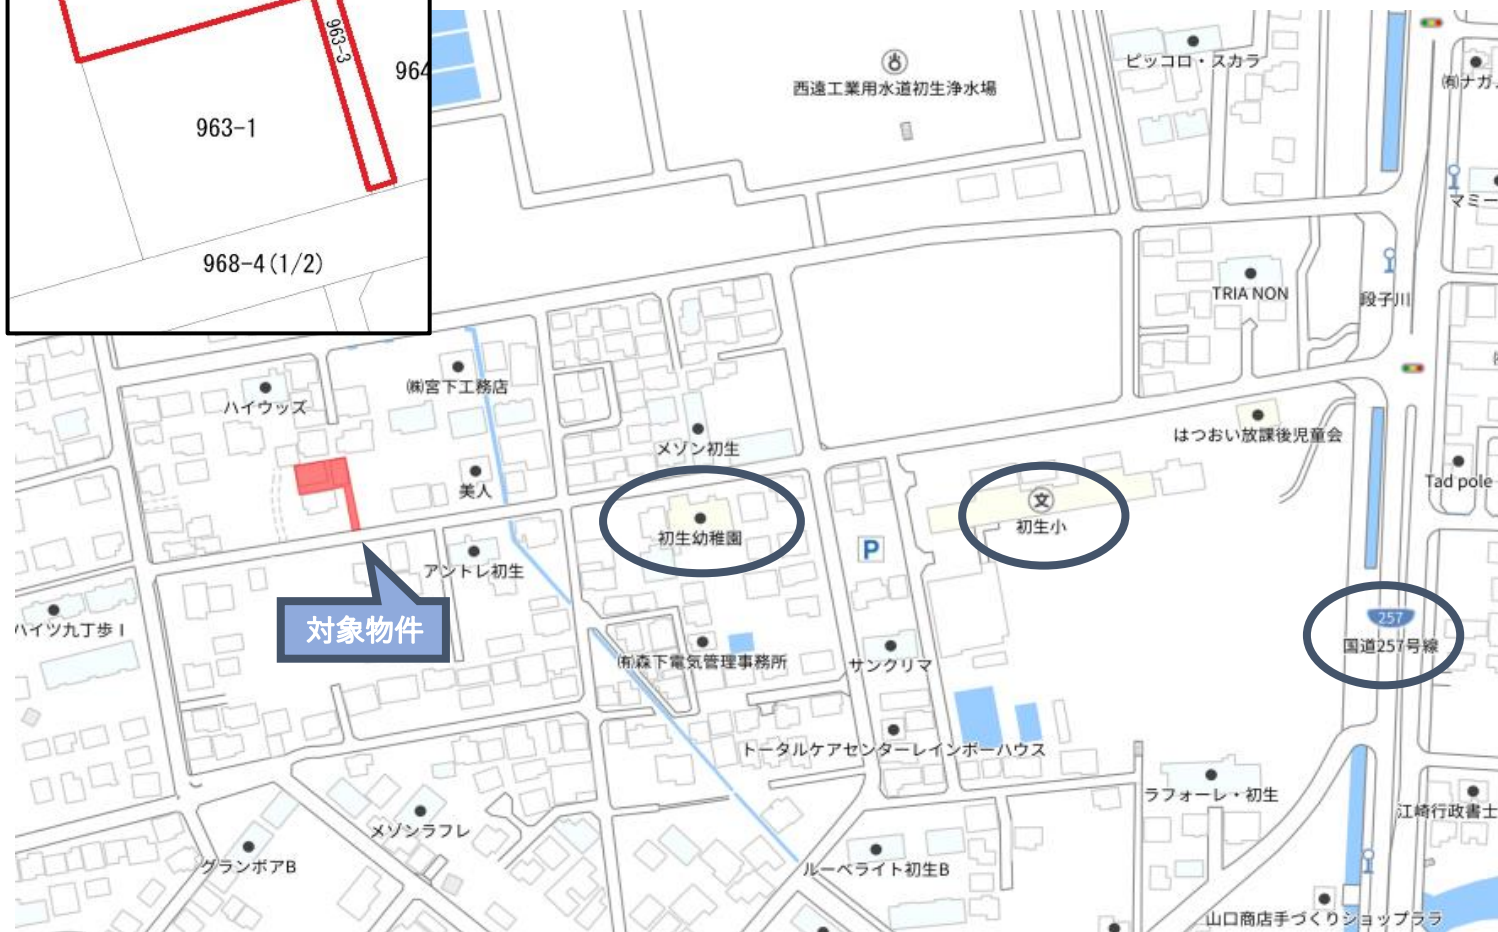 963-3
964
963-1
968-4(1/2)
西遠工業用水道初生浄水場
ピッコロ・スカラ
㈲ナガ
マミー
TRIA NON
段子川
㈱宮下工務店
ハイウッズ
メゾン初生
はつおい放課後児童会
美人
Tad pole
文
初生小
初生幼稚園
P
アントレ初生
対象物件
ハイツ九丁歩Ⅰ
257
国道257号線
㈲森下電気管理事務所
サンクリマ
トータルケアセンターレインボーハウス
ラフォーレ・初生
江崎行政書士
メゾンラフレ
グランボアB
ルーベライト初生B
山口商店手づくりショップララ